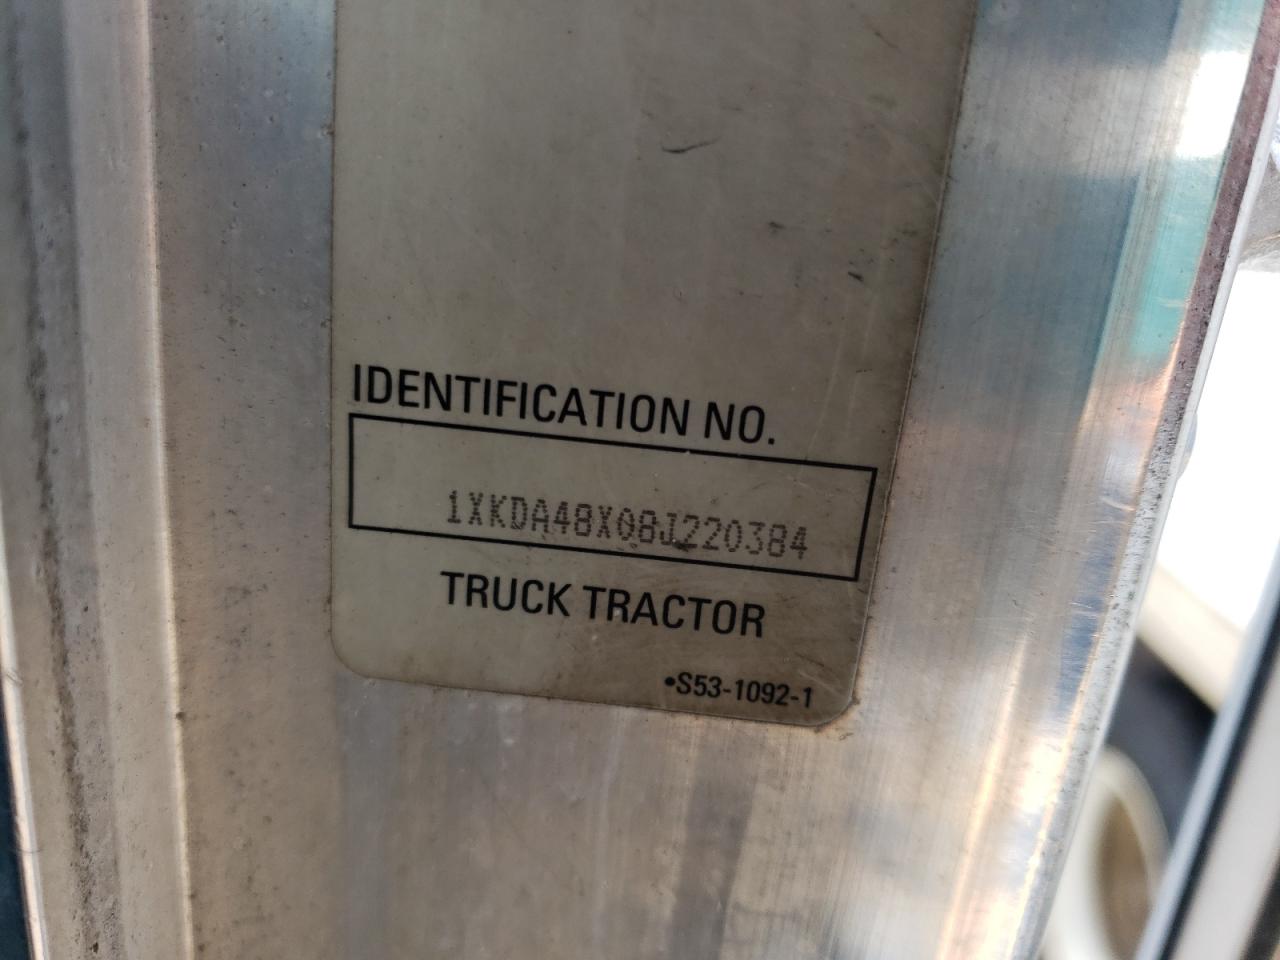 IDENTIFICATION NO.
1XKDA48X08J220384
TRUCK TRACTOR
•S53-1092-1